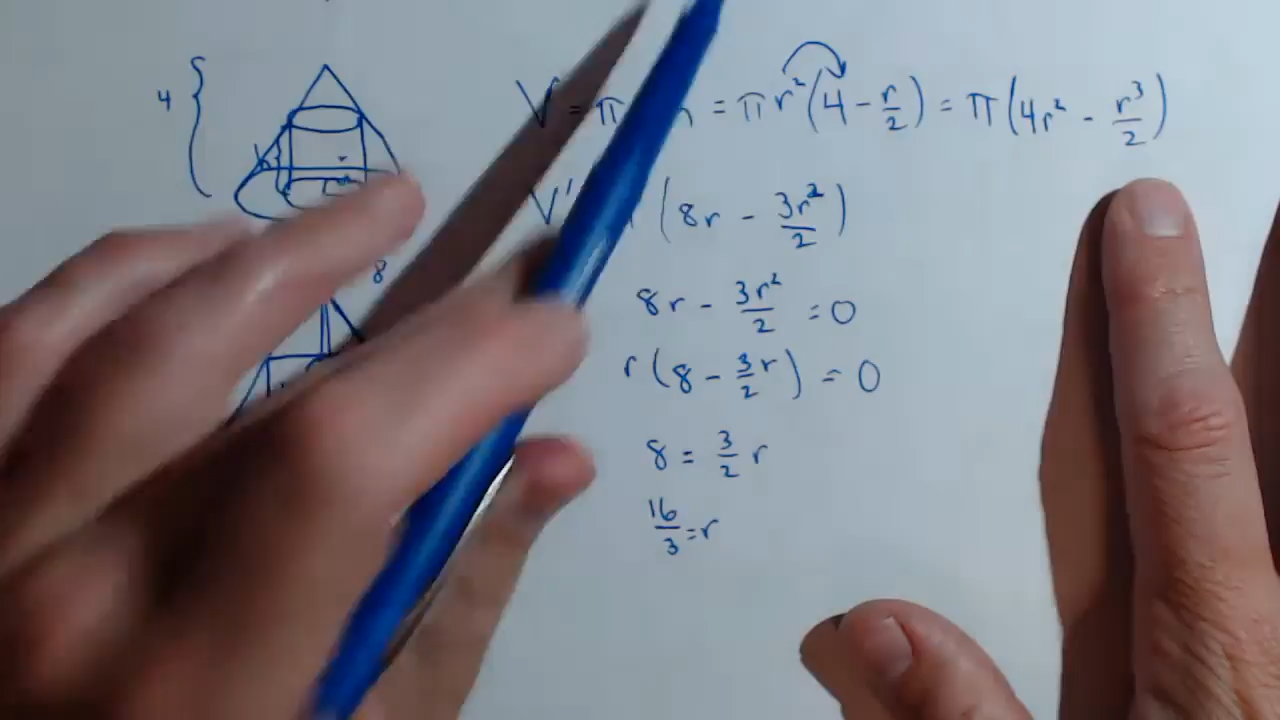 4
V = π = π r² (4 - r/2) = π (4r² - r³/2)
h
r
V' (8r - 3r²/2)
8
8r - 3r²/2 = 0
r (8 - 3/2 r) = 0
8 = 3/2 r
16/3 = r